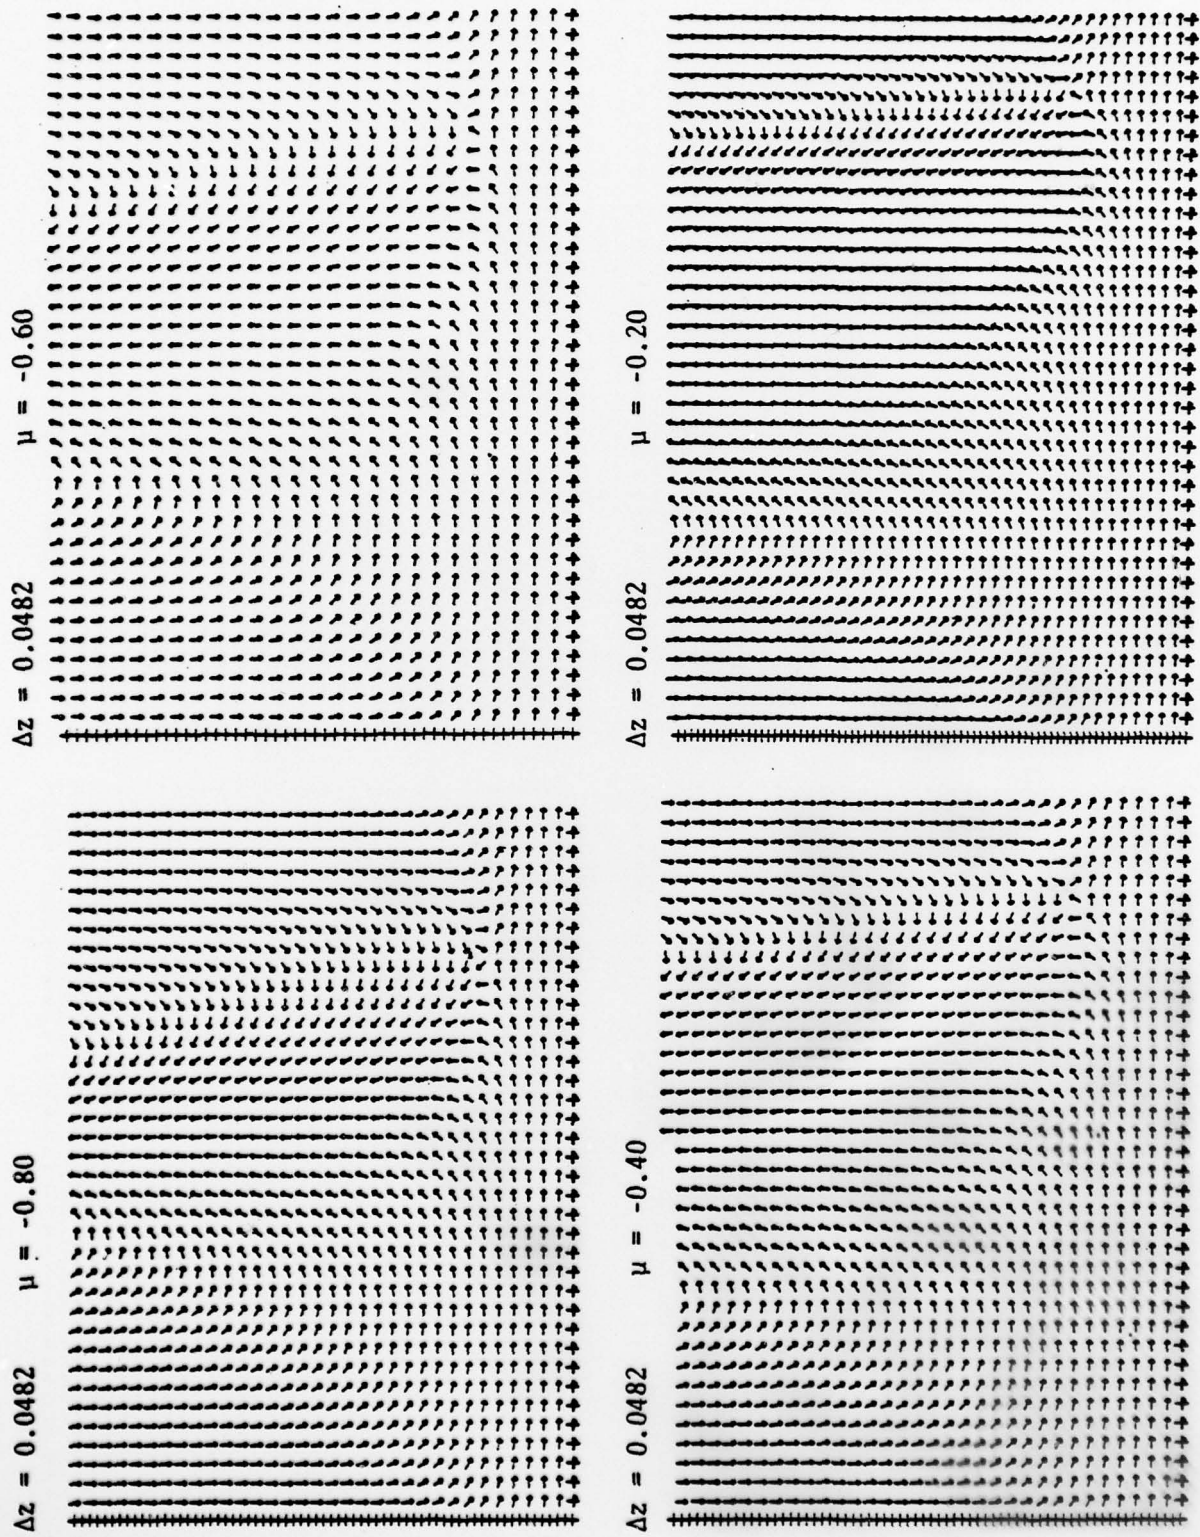 Δz = 0.0482 μ = -0.80
Δz = 0.0482 μ = -0.60
Δz = 0.0482 μ = -0.40
Δz = 0.0482 μ = -0.20